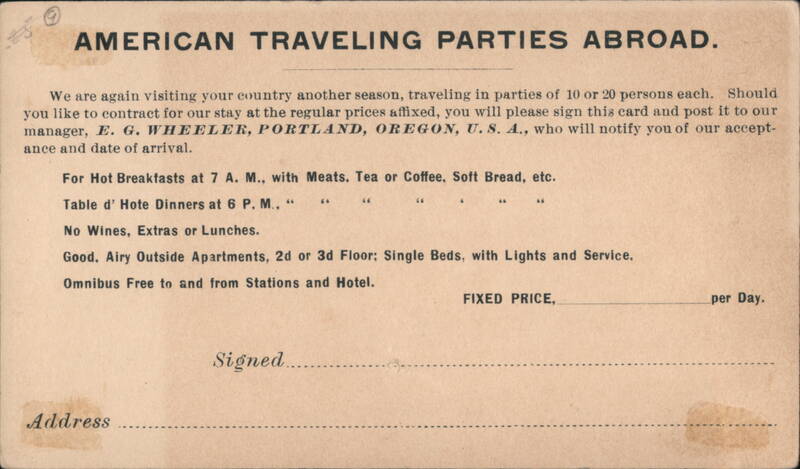 AMERICAN TRAVELING PARTIES ABROAD.
We are again visiting your country another season, traveling in parties of 10 or 20 persons each. Should
you like to contract for our stay at the regular prices affixed, you will please sign this card and post it to our
manager, E. G. WHEELER, PORTLAND, OREGON, U. S. A., who will notify you of our accept-
ance and date of arrival.
For Hot Breakfasts at 7 A. M., with Meats, Tea or Coffee, Soft Bread, etc.
Table d' Hote Dinners at 6 P. M., " " " " ' " "
No Wines, Extras or Lunches.
Good, Airy Outside Apartments, 2d or 3d Floor; Single Beds, with Lights and Service.
Omnibus Free to and from Stations and Hotel.
FIXED PRICE, per Day.
Signed
Address